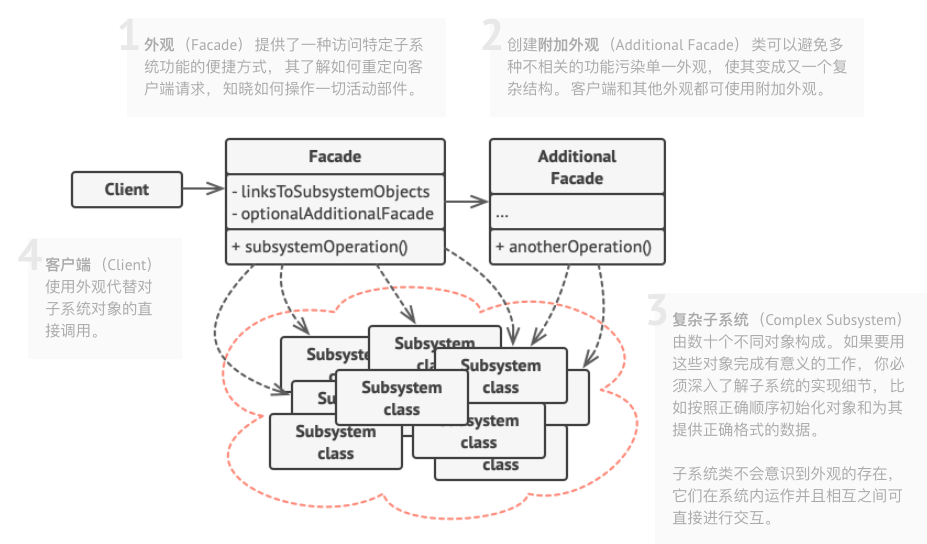 1
外观 （Facade） 提供了一种访问特定子系
统功能的便捷方式， 其了解如何重定向客
户端请求， 知晓如何操作一切活动部件。
2
创建附加外观 （Additional Facade） 类可以避免多
种不相关的功能污染单一外观， 使其变成又一个复
杂结构。 客户端和其他外观都可使用附加外观。
Client
Facade
- linksToSubsystemObjects
- optionalAdditionalFacade
+ subsystemOperation()
Additional
Facade
...
+ anotherOperation()
4
客户端 （Client）
使用外观代替对
子系统对象的直
接调用。
3
复杂子系统 （Complex Subsystem）
由数十个不同对象构成。 如果要用
这些对象完成有意义的工作， 你必
须深入了解子系统的实现细节， 比
如按照正确顺序初始化对象和为其
提供正确格式的数据。
子系统类不会意识到外观的存在，
它们在系统内运作并且相互之间可
直接进行交互。
Subsystem
Subsystem
class
Subsystem
class
Subsystem
class
Subsystem
class
class